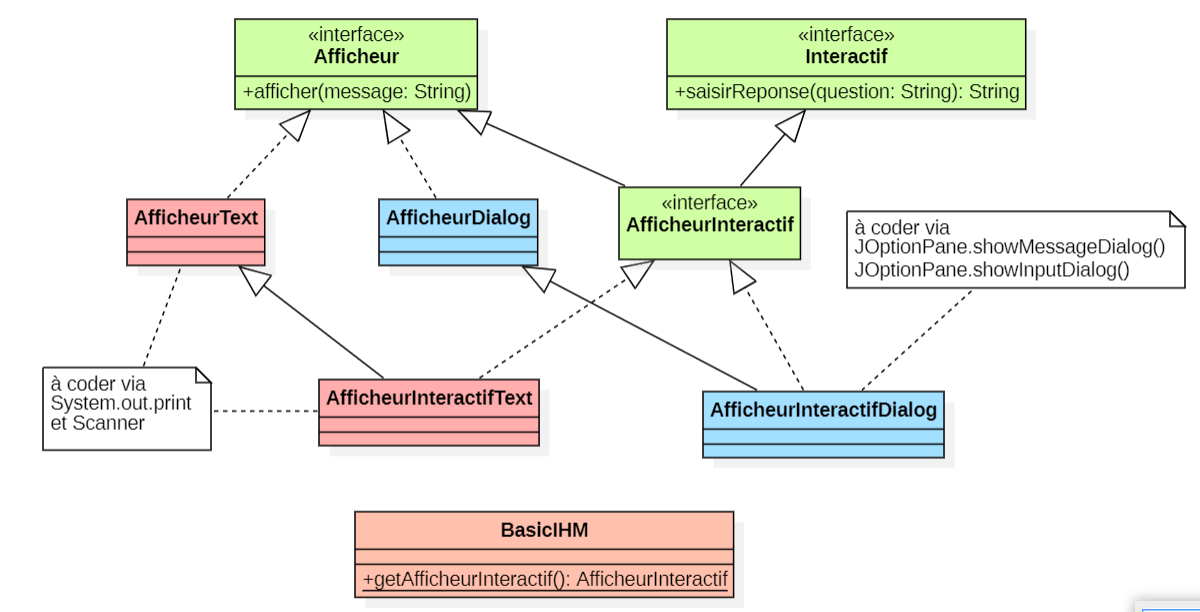 «interface»
Afficheur
+afficher(message: String)
«interface»
Interactif
+saisirReponse(question: String): String
AfficheurText
AfficheurDialog
«interface»
AfficheurInteractif
à coder via
JOptionPane.showMessageDialog()
JOptionPane.showInputDialog()
à coder via
System.out.print
et Scanner
AfficheurInteractifText
AfficheurInteractifDialog
BasicIHM
+getAfficheurInteractif(): AfficheurInteractif